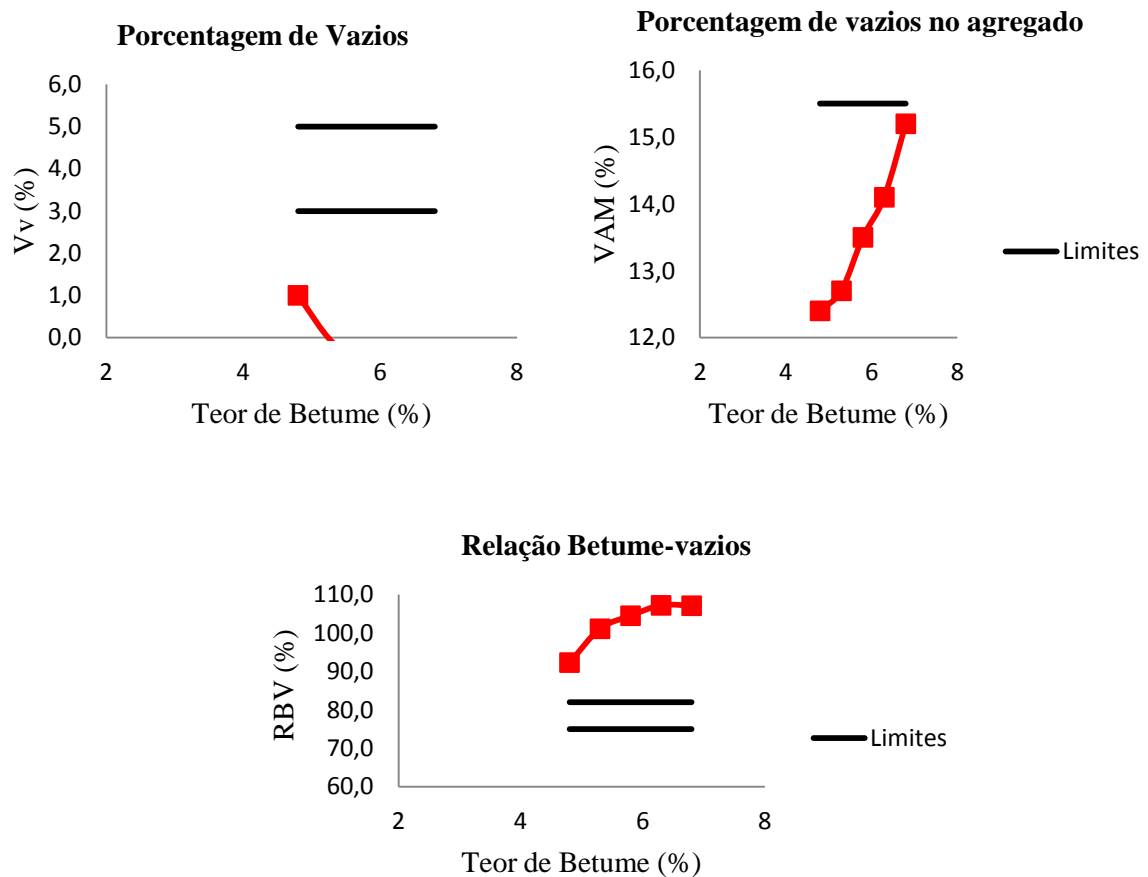 Porcentagem de Vazios
6,0
5,0
4,0
3,0
2,0
1,0
0,0
Vv (%)
2 4 6 8
Teor de Betume (%)
Porcentagem de vazios no agregado
16,0
15,0
14,0
13,0
12,0
VAM (%)
2 4 6 8
Teor de Betume (%)
Limites
Relação Betume-vazios
110,0
100,0
90,0
80,0
70,0
60,0
RBV (%)
2 4 6 8
Teor de Betume (%)
Limites